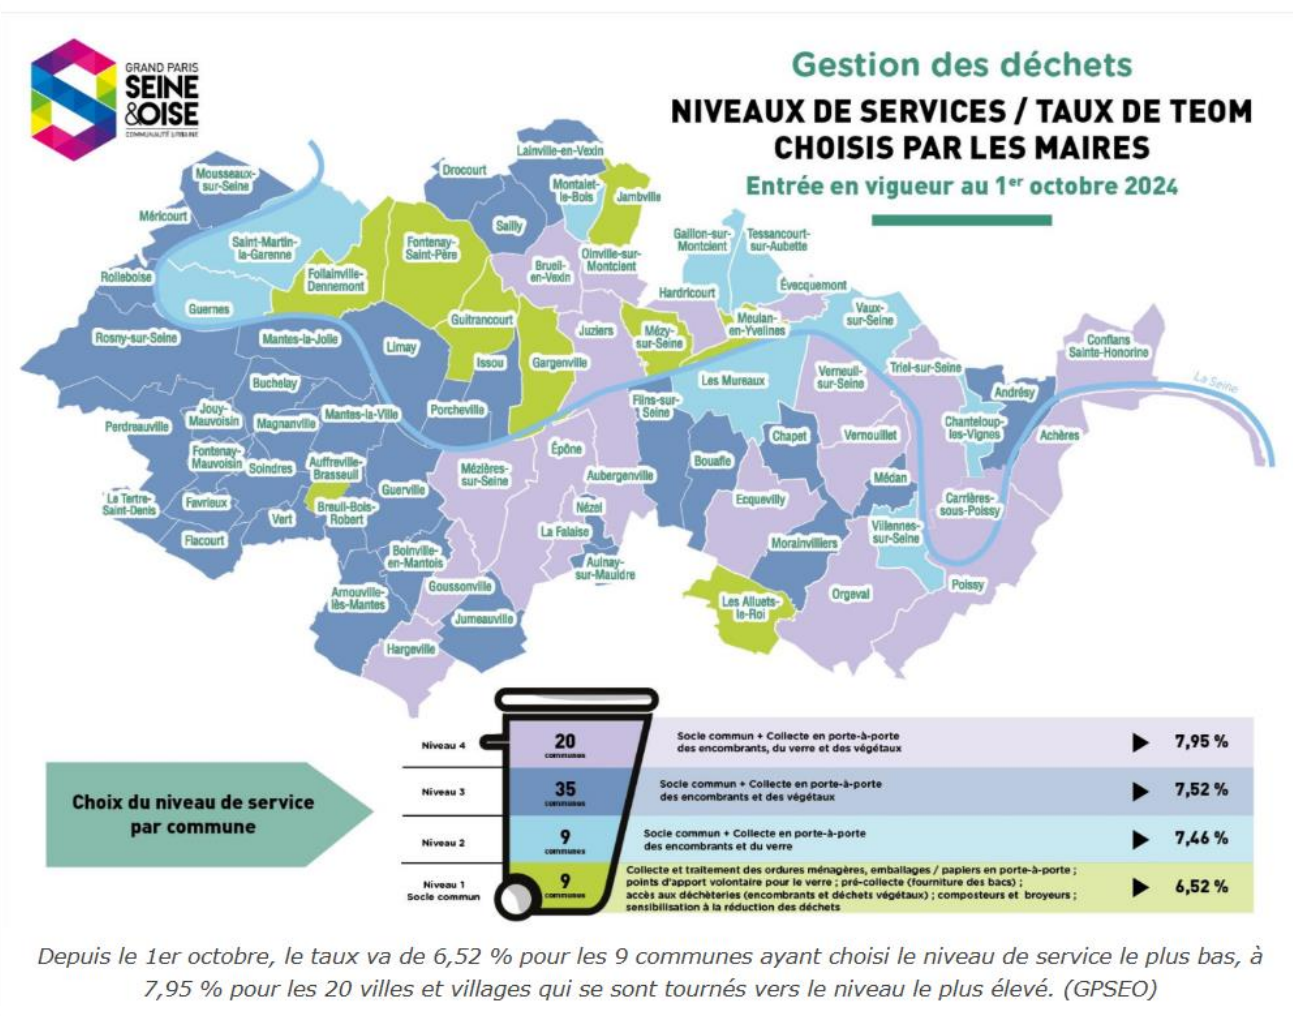 GRAND PARIS
SEINE
&OISE
COMMUNAUTÉ URBAINE
Gestion des déchets
NIVEAUX DE SERVICES / TAUX DE TEOM
CHOISIS PAR LES MAIRES
Entrée en vigueur au 1er octobre 2024
Lainville-en-Vexin
Drocourt
Mousseaux-
sur-Seine
Montalet-
le-Bois
Jambville
Méricourt
Sailly
Saint-Martin-
la-Garenne
Fontenay-
Saint-Père
Gaillon-sur-
Montcient
Tessancourt-
sur-Aubette
Oinville-sur-
Montcient
Brueil-
en-Vexin
Rolleboise
Follainville-
Dennemont
Hardricourt
Évecquemont
Guernes
Guitrancourt
Juziers
Mézy-
sur-Seine
Meulan-
en-Yvelines
Vaux-
sur-Seine
Rosny-sur-Seine
Mantes-la-Jolie
Limay
Issou
Gargenville
Conflans
Sainte-Honorine
Triel-sur-Seine
Verneuil-
sur-Seine
Les Mureaux
La Seine
Buchelay
Andrésy
Flins-sur-
Seine
Porcheville
Jouy-
Mauvoisin
Magnanville
Mantes-la-Ville
Perdreauville
Chanteloup-
les-Vignes
Achères
Chapet
Vernouillet
Épône
Fontenay-
Mauvoisin
Soindres
Auffreville-
Brasseuil
Bouafle
Mézières-
sur-Seine
Aubergenville
Médan
Guerville
Le Tertre-
Saint-Denis
Favrieux
Ecquevilly
Carrières-
sous-Poissy
Vert
Breuil-Bois-
Robert
Nézel
La Falaise
Villennes-
sur-Seine
Flacourt
Morainvilliers
Boinville-
en-Mantois
Aulnay-
sur-Mauldre
Goussonville
Poissy
Arnouville-
lès-Mantes
Les Alluets-
le-Roi
Orgeval
Jumeauville
Hargeville
Choix du niveau de service
par commune
Niveau 4
20
communes
Socle commun + Collecte en porte-à-porte
des encombrants, du verre et des végétaux
7,95 %
Niveau 3
35
communes
Socle commun + Collecte en porte-à-porte
des encombrants et des végétaux
7,52 %
Niveau 2
9
communes
Socle commun + Collecte en porte-à-porte
des encombrants et du verre
7,46 %
Niveau 1
Socle commun
9
communes
Collecte et traitement des ordures ménagères, emballages / papiers en porte-à-porte ;
points d'apport volontaire pour le verre ; pré-collecte (fourniture des bacs) ;
accès aux déchèteries (encombrants et déchets végétaux) ; composteurs et broyeurs ;
sensibilisation à la réduction des déchets
6,52 %
Depuis le 1er octobre, le taux va de 6,52 % pour les 9 communes ayant choisi le niveau de service le plus bas, à
7,95 % pour les 20 villes et villages qui se sont tournés vers le niveau le plus élevé. (GPSEO)